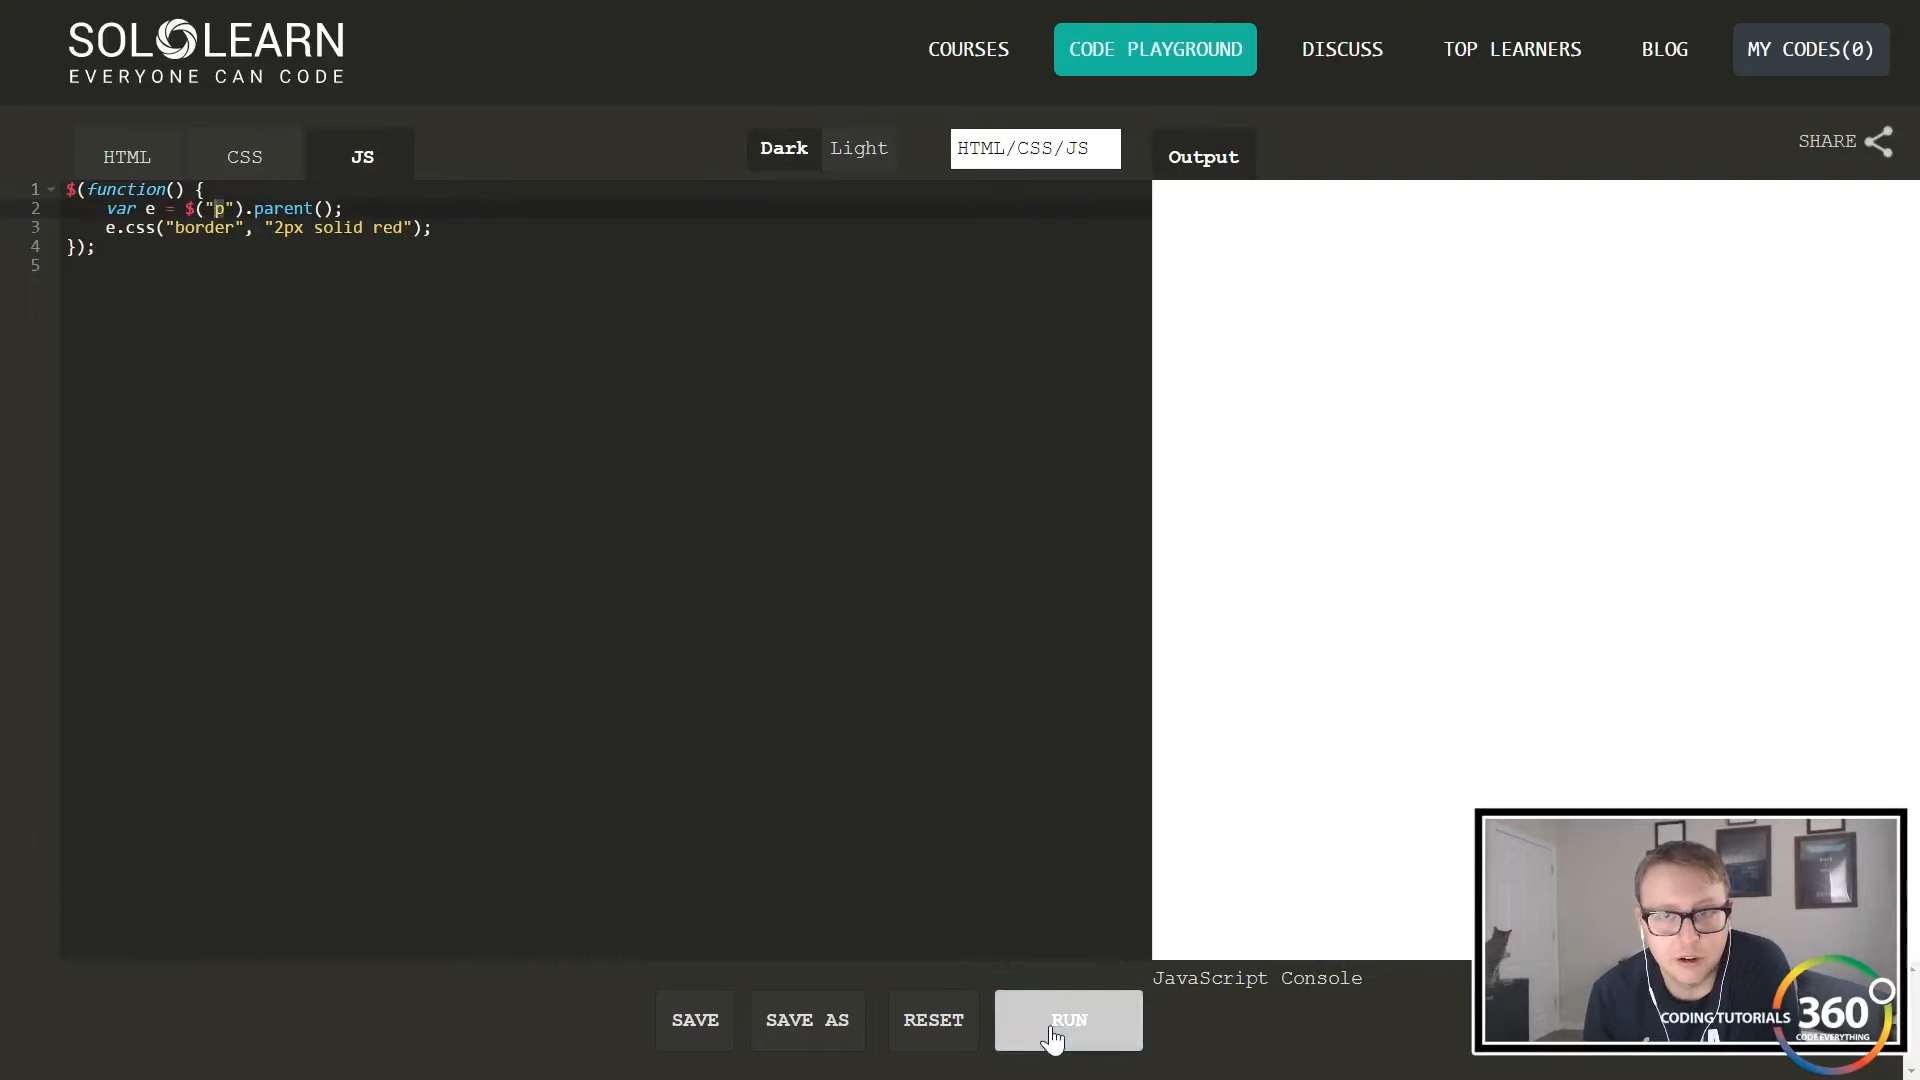 SOLOLEARN
EVERYONE CAN CODE
COURSES
CODE PLAYGROUND
DISCUSS
TOP LEARNERS
BLOG
MY CODES(0)
HTML
CSS
JS
Dark
Light
HTML/CSS/JS
Output
SHARE
1 $(function() {
2 var e = $("p").parent();
3 e.css("border", "2px solid red");
4 });
5
SAVE
SAVE AS
RESET
RUN
JavaScript Console
CODING TUTORIALS 360
CODE EVERYTHING